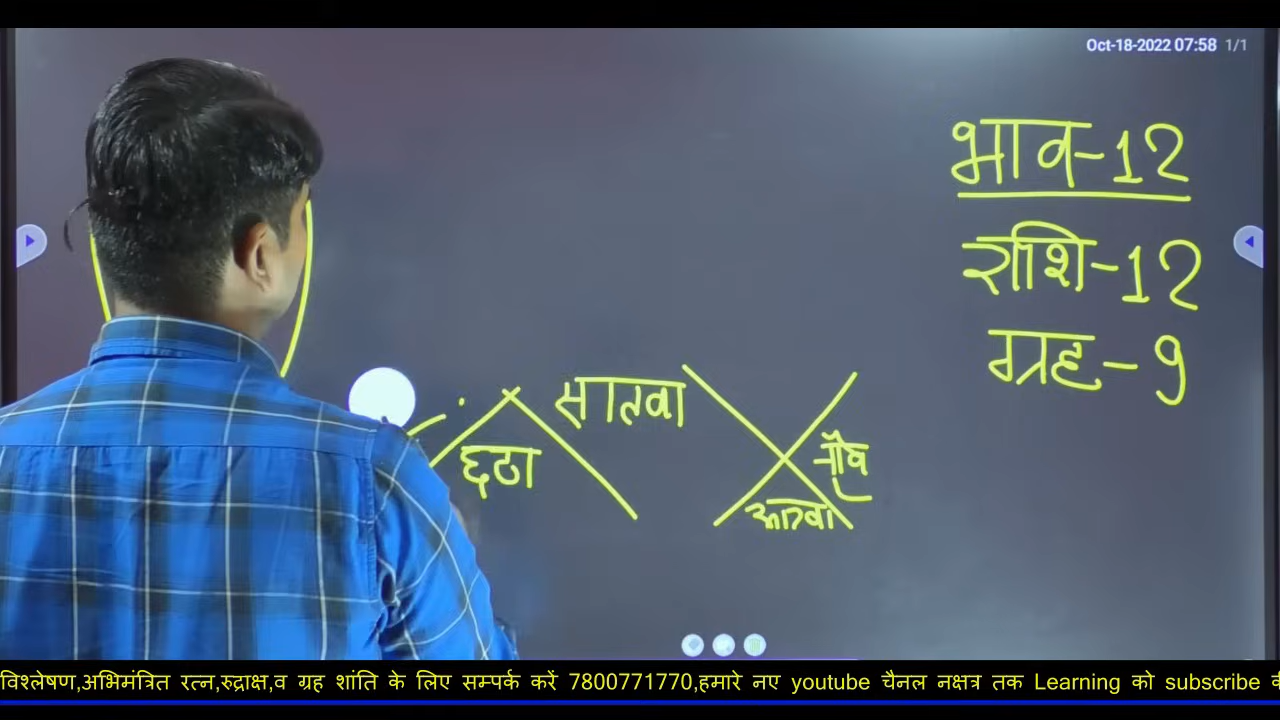 Oct-18-2022 07:58 1/1
भाव-12
राशि-12
ग्रह-9
सातवा
छठा
विश्लेषण,अभिमंत्रित रत्न,रुद्राक्ष,व ग्रह शांति के लिए सम्पर्क करें 7800771770,हमारे नए youtube चैनल नक्षत्र तक Learning को subscribe